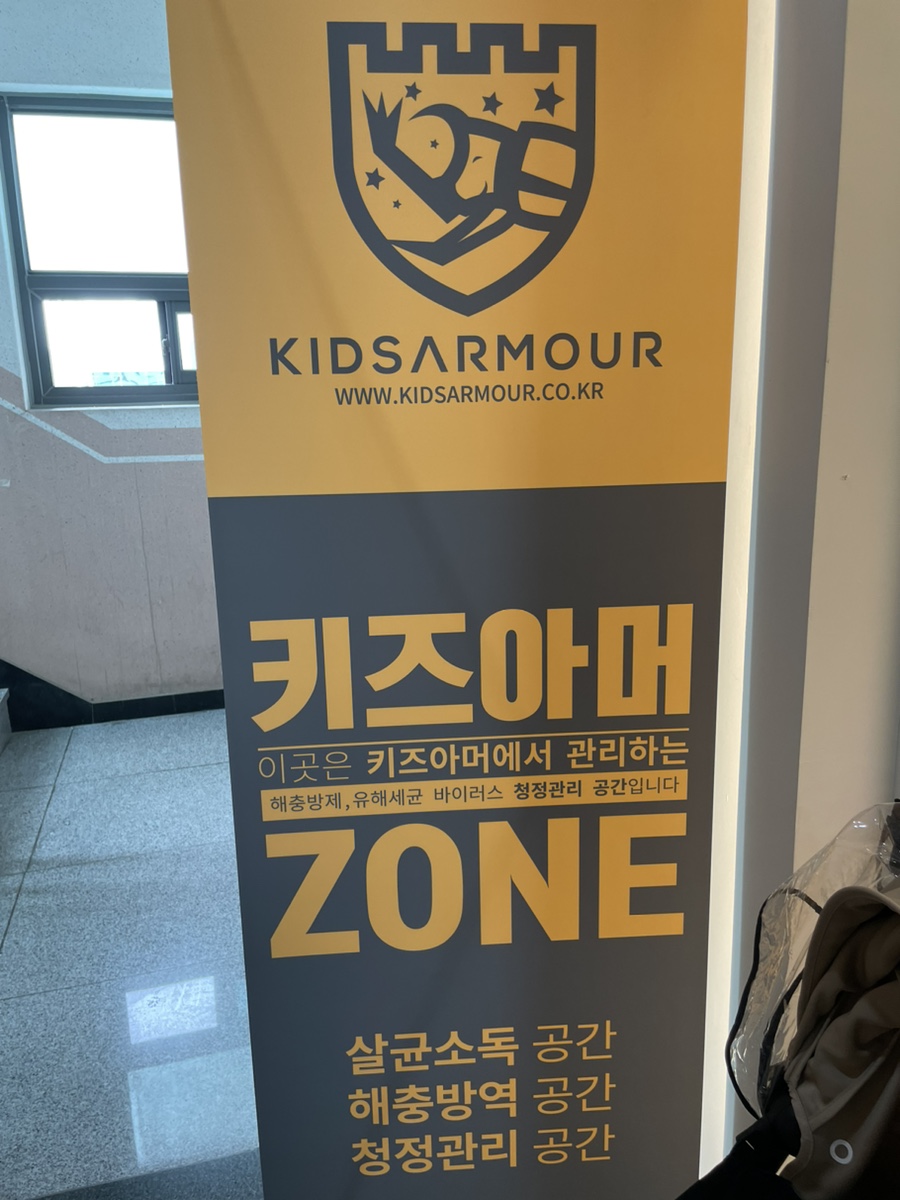 KIDSARMOUR
WWW.KIDSARMOUR.CO.KR
키즈아머
이곳은 키즈아머에서 관리하는
해충방제,유해세균 바이러스 청정관리 공간입니다
ZONE
살균소독 공간
해충방역 공간
청정관리 공간